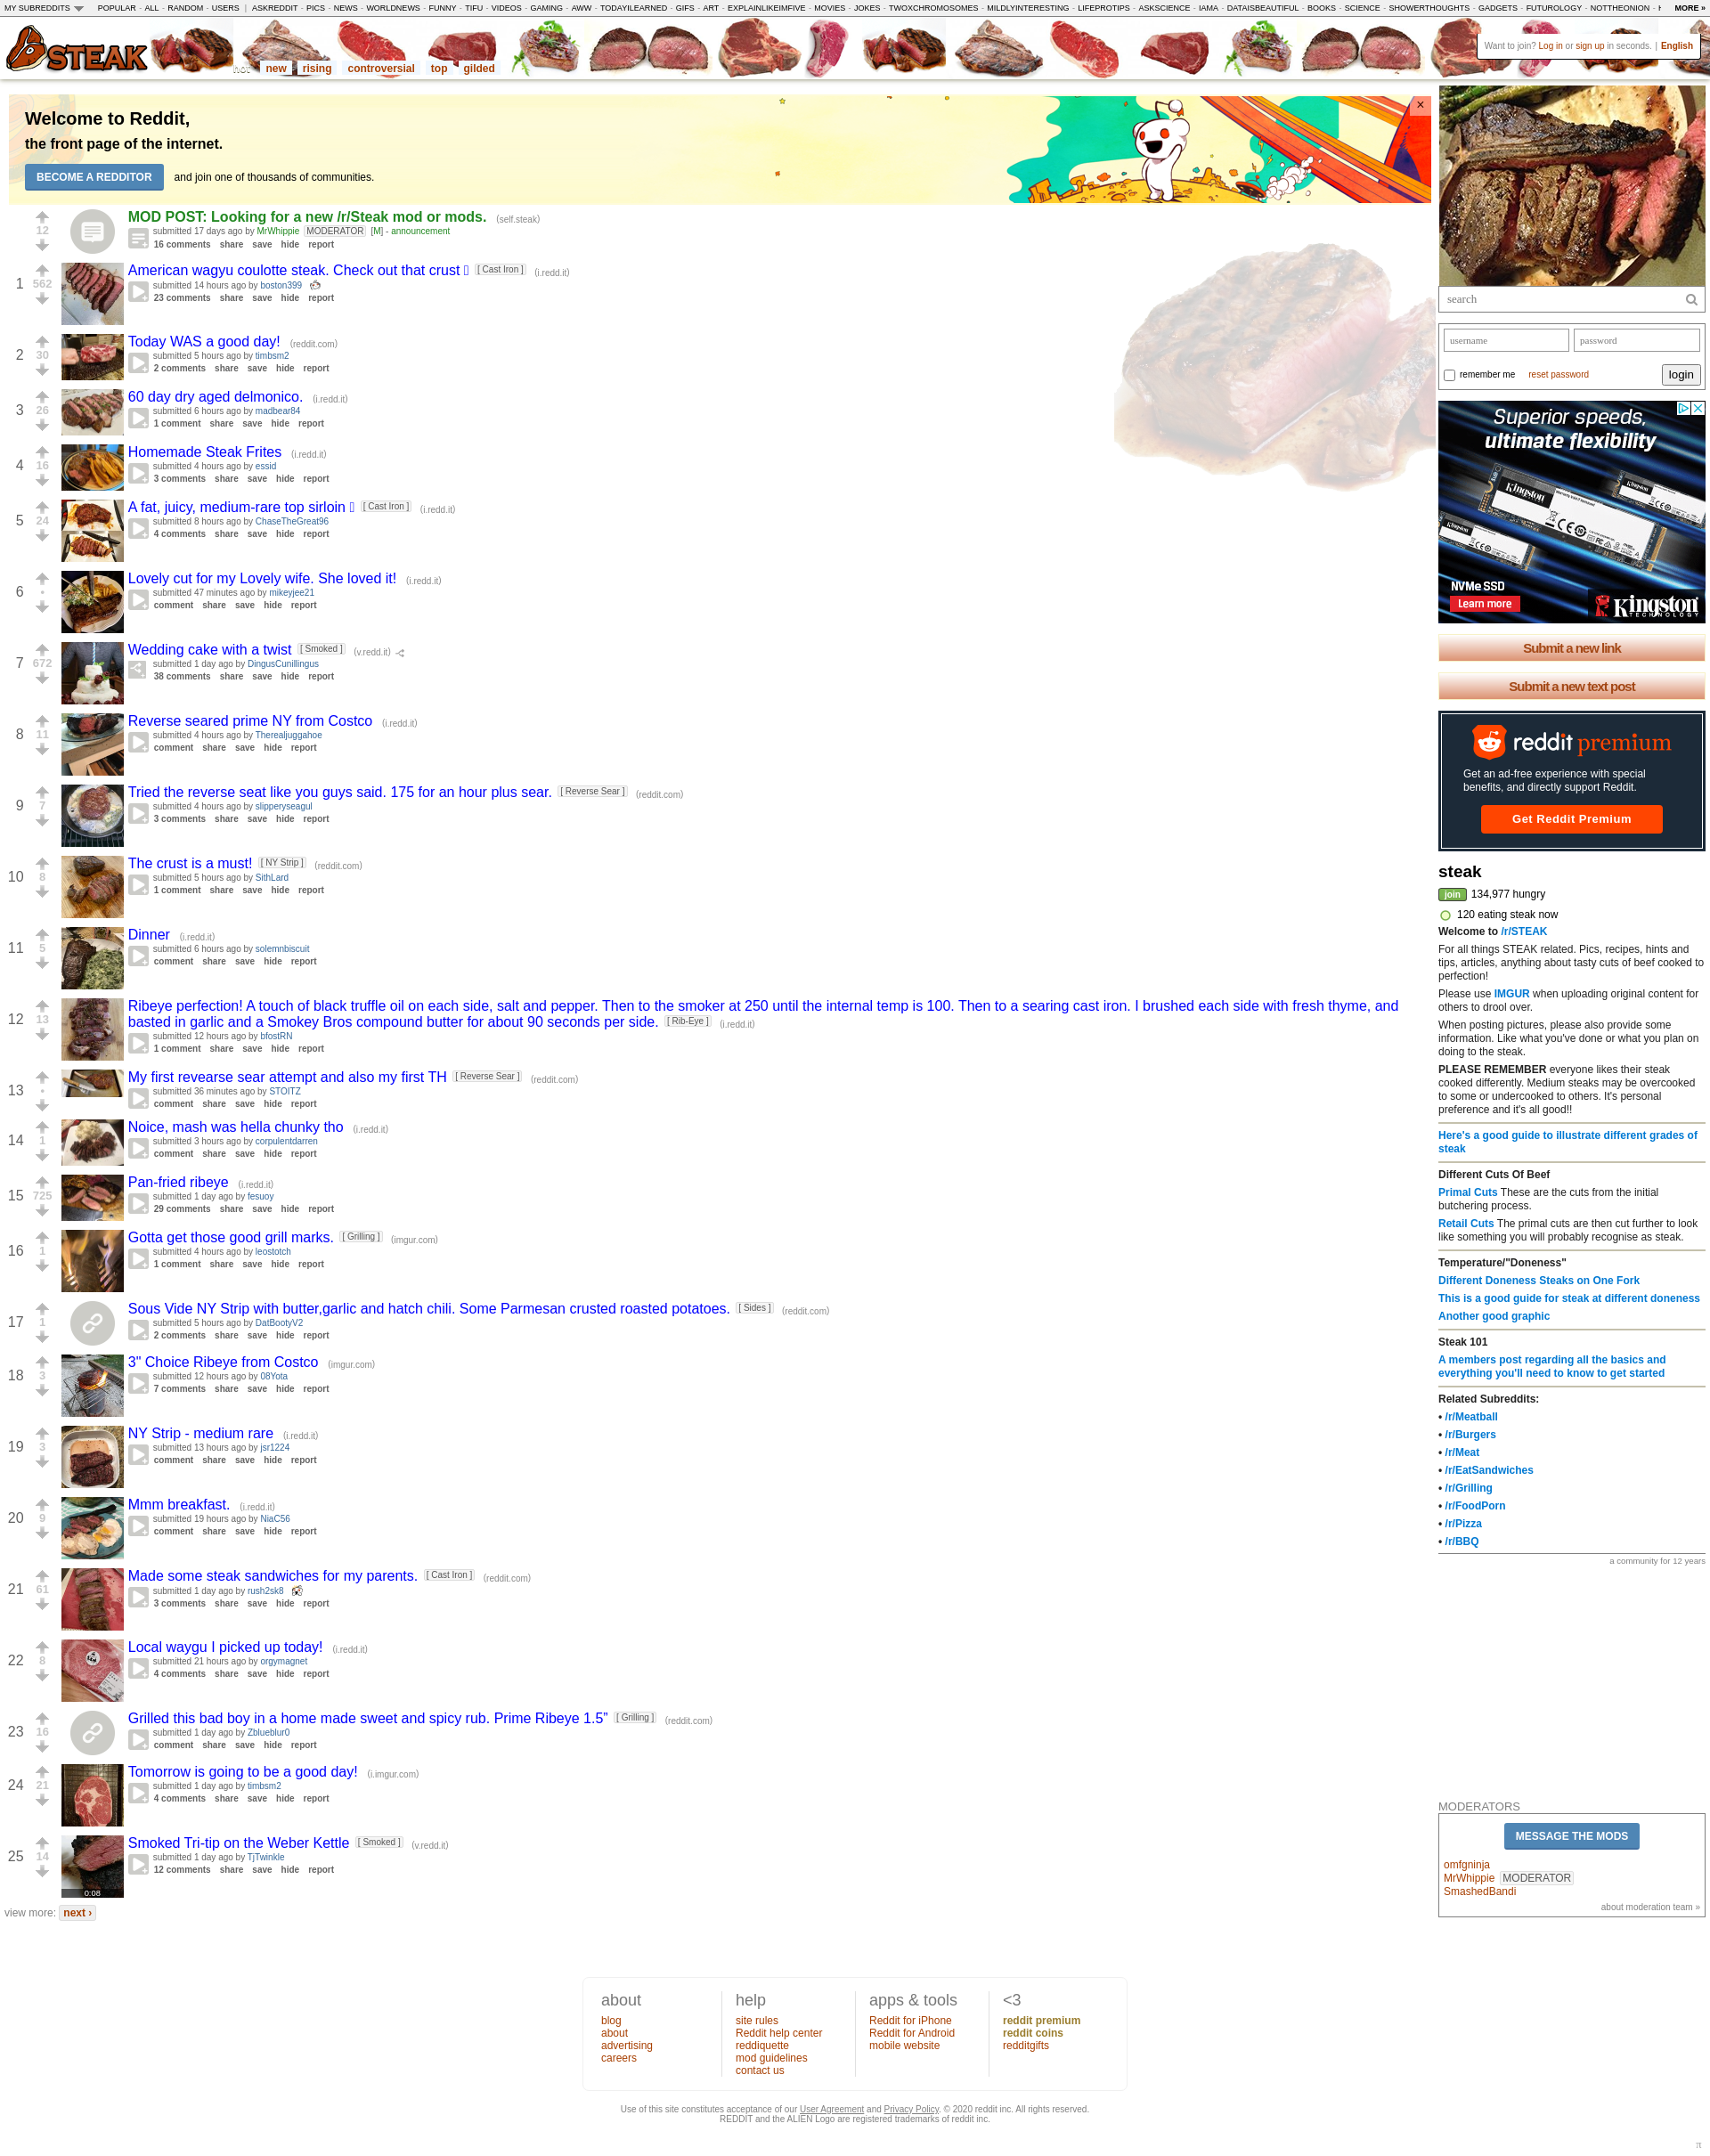 MY SUBREDDITS POPULAR - ALL - RANDOM - USERS | ASKREDDIT - PICS - NEWS - WORLDNEWS - FUNNY - TIFU - VIDEOS - GAMING - AWW - TODAYILEARNED - GIFS - ART - EXPLAINLIKEIMFIVE - MOVIES - JOKES - TWOXCHROMOSOMES - MILDLYINTERESTING - LIFEPROTIPS - ASKSCIENCE - IAMA - DATAISBEAUTIFUL - BOOKS - SCIENCE - SHOWERTHOUGHTS - GADGETS - FUTUROLOGY - NOTTHEONION - MORE »
STEAK
hot new rising controversial top gilded
Want to join? Log in or sign up in seconds. | English
Welcome to Reddit,
the front page of the internet.
BECOME A REDDITOR and join one of thousands of communities.
×
12
MOD POST: Looking for a new /r/Steak mod or mods. (self.steak)
submitted 17 days ago by MrWhippie MODERATOR [M] - announcement
16 comments share save hide report
1 562
American wagyu coulotte steak. Check out that crust [ Cast Iron ] (i.redd.it)
submitted 14 hours ago by boston399
23 comments share save hide report
2 30
Today WAS a good day! (reddit.com)
submitted 5 hours ago by timbsm2
2 comments share save hide report
3 26
60 day dry aged delmonico. (i.redd.it)
submitted 6 hours ago by madbear84
1 comment share save hide report
4 16
Homemade Steak Frites (i.redd.it)
submitted 4 hours ago by essid
3 comments share save hide report
5 24
A fat, juicy, medium-rare top sirloin [ Cast Iron ] (i.redd.it)
submitted 8 hours ago by ChaseTheGreat96
4 comments share save hide report
6 •
Lovely cut for my Lovely wife. She loved it! (i.redd.it)
submitted 47 minutes ago by mikeyjee21
comment share save hide report
7 672
Wedding cake with a twist [ Smoked ] (v.redd.it)
submitted 1 day ago by DingusCunillingus
38 comments share save hide report
8 11
Reverse seared prime NY from Costco (i.redd.it)
submitted 4 hours ago by Therealjuggahoe
comment share save hide report
9 7
Tried the reverse seat like you guys said. 175 for an hour plus sear. [ Reverse Sear ] (reddit.com)
submitted 4 hours ago by slipperyseagul
3 comments share save hide report
10 8
The crust is a must! [ NY Strip ] (reddit.com)
submitted 5 hours ago by SithLard
1 comment share save hide report
11 5
Dinner (i.redd.it)
submitted 6 hours ago by solemnbiscuit
comment share save hide report
12 13
Ribeye perfection! A touch of black truffle oil on each side, salt and pepper. Then to the smoker at 250 until the internal temp is 100. Then to a searing cast iron. I brushed each side with fresh thyme, and
basted in garlic and a Smokey Bros compound butter for about 90 seconds per side. [ Rib-Eye ] (i.redd.it)
submitted 12 hours ago by bfostRN
1 comment share save hide report
13 •
My first revearse sear attempt and also my first TH [ Reverse Sear ] (reddit.com)
submitted 36 minutes ago by STOITZ
comment share save hide report
14 1
Noice, mash was hella chunky tho (i.redd.it)
submitted 3 hours ago by corpulentdarren
comment share save hide report
15 725
Pan-fried ribeye (i.redd.it)
submitted 1 day ago by fesuoy
29 comments share save hide report
16 1
Gotta get those good grill marks. [ Grilling ] (imgur.com)
submitted 4 hours ago by leostotch
1 comment share save hide report
17 1
Sous Vide NY Strip with butter,garlic and hatch chili. Some Parmesan crusted roasted potatoes. [ Sides ] (reddit.com)
submitted 5 hours ago by DatBootyV2
2 comments share save hide report
18 3
3" Choice Ribeye from Costco (imgur.com)
submitted 12 hours ago by 08Yota
7 comments share save hide report
19 3
NY Strip - medium rare (i.redd.it)
submitted 13 hours ago by jsr1224
comment share save hide report
20 9
Mmm breakfast. (i.redd.it)
submitted 19 hours ago by NiaC56
comment share save hide report
21 61
Made some steak sandwiches for my parents. [ Cast Iron ] (reddit.com)
submitted 1 day ago by rush2sk8
3 comments share save hide report
22 8
Local waygu I picked up today! (i.redd.it)
submitted 21 hours ago by orgymagnet
4 comments share save hide report
23 16
Grilled this bad boy in a home made sweet and spicy rub. Prime Ribeye 1.5” [ Grilling ] (reddit.com)
submitted 1 day ago by Zblueblur0
comment share save hide report
24 21
Tomorrow is going to be a good day! (i.imgur.com)
submitted 1 day ago by timbsm2
4 comments share save hide report
25 14
Smoked Tri-tip on the Weber Kettle [ Smoked ] (v.redd.it)
submitted 1 day ago by TjTwinkle
12 comments share save hide report
0:08
view more: next ›
search
username password
remember me reset password login
Superior speeds,
ultimate flexibility
Kingston
Kingston
Kingston
NVMe SSD
Learn more
Kingston
TECHNOLOGY
Submit a new link
Submit a new text post
reddit premium
Get an ad-free experience with special
benefits, and directly support Reddit.
Get Reddit Premium
steak
join 134,977 hungry
120 eating steak now
Welcome to /r/STEAK
For all things STEAK related. Pics, recipes, hints and
tips, articles, anything about tasty cuts of beef cooked to
perfection!
Please use IMGUR when uploading original content for
others to drool over.
When posting pictures, please also provide some
information. Like what you've done or what you plan on
doing to the steak.
PLEASE REMEMBER everyone likes their steak
cooked differently. Medium steaks may be overcooked
to some or undercooked to others. It's personal
preference and it's all good!!
Here's a good guide to illustrate different grades of
steak
Different Cuts Of Beef
Primal Cuts These are the cuts from the initial
butchering process.
Retail Cuts The primal cuts are then cut further to look
like something you will probably recognise as steak.
Temperature/"Doneness"
Different Doneness Steaks on One Fork
This is a good guide for steak at different doneness
Another good graphic
Steak 101
A members post regarding all the basics and
everything you'll need to know to get started
Related Subreddits:
• /r/Meatball
• /r/Burgers
• /r/Meat
• /r/EatSandwiches
• /r/Grilling
• /r/FoodPorn
• /r/Pizza
• /r/BBQ
a community for 12 years
MODERATORS
MESSAGE THE MODS
omfgninja
MrWhippie MODERATOR
SmashedBandi
about moderation team »
about
blog
about
advertising
careers
help
site rules
Reddit help center
reddiquette
mod guidelines
contact us
apps & tools
Reddit for iPhone
Reddit for Android
mobile website
<3
reddit premium
reddit coins
redditgifts
Use of this site constitutes acceptance of our User Agreement and Privacy Policy. © 2020 reddit inc. All rights reserved.
REDDIT and the ALIEN Logo are registered trademarks of reddit inc.
π